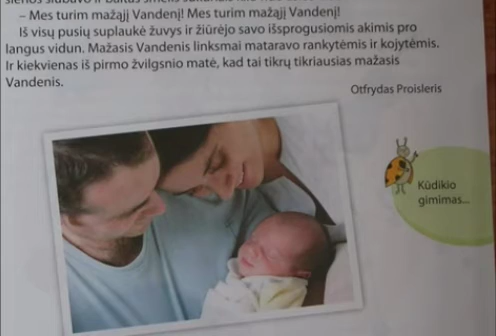 – Mes turim mažąjį Vandenį! Mes turim mažąjį Vandenį!
Iš visų pusių suplaukė žuvys ir žiūrėjo savo išsprogusiomis akimis pro
langus vidun. Mažasis Vandenis linksmai mataravo rankytėmis ir kojytėmis.
Ir kiekvienas iš pirmo žvilgsnio matė, kad tai tikrų tikriausias mažasis
Vandenis.
Otfrydas Proisleris
Kūdikio
gimimas...